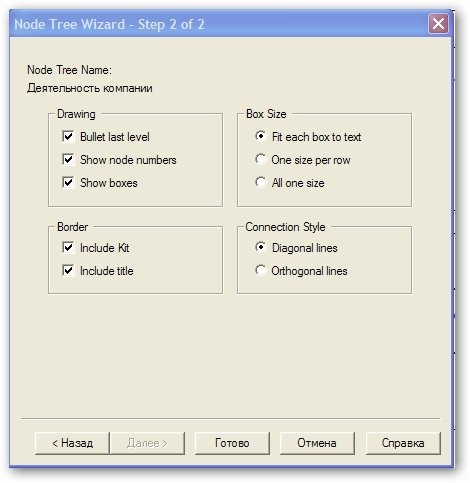 Node Tree Wizard - Step 2 of 2
Node Tree Name:
Деятельность компании
Drawing
Bullet last level
Show node numbers
Show boxes
Box Size
Fit each box to text
One size per row
All one size
Border
Include Kit
Include title
Connection Style
Diagonal lines
Orthogonal lines
< Назад
Далее >
Готово
Отмена
Справка